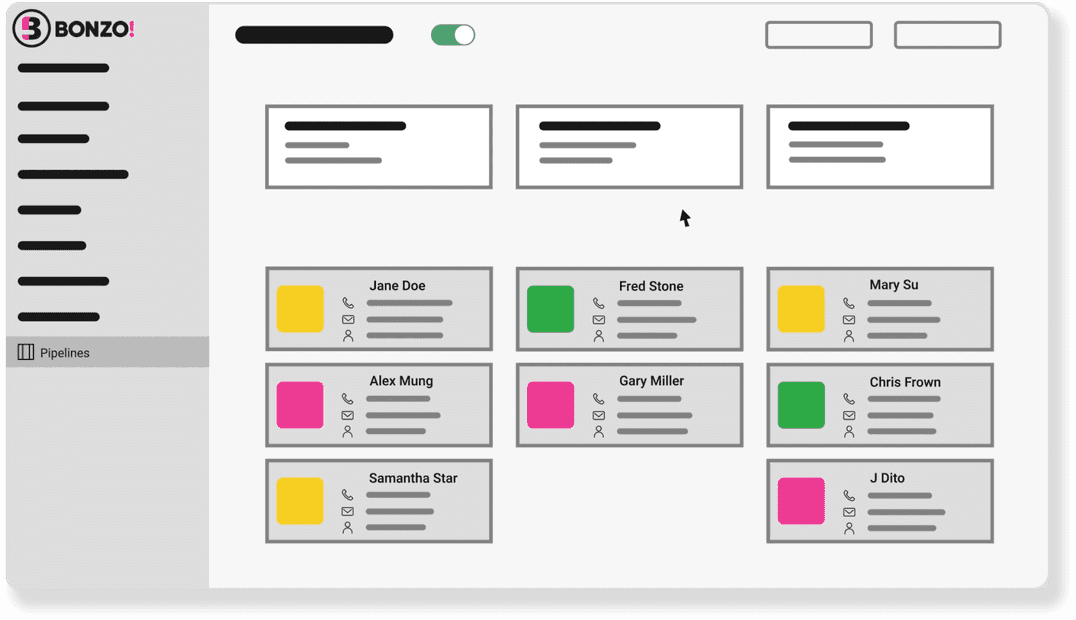 BONZO!
Pipelines
Jane Doe
Fred Stone
Mary Su
Alex Mung
Gary Miller
Chris Frown
Samantha Star
J Dito